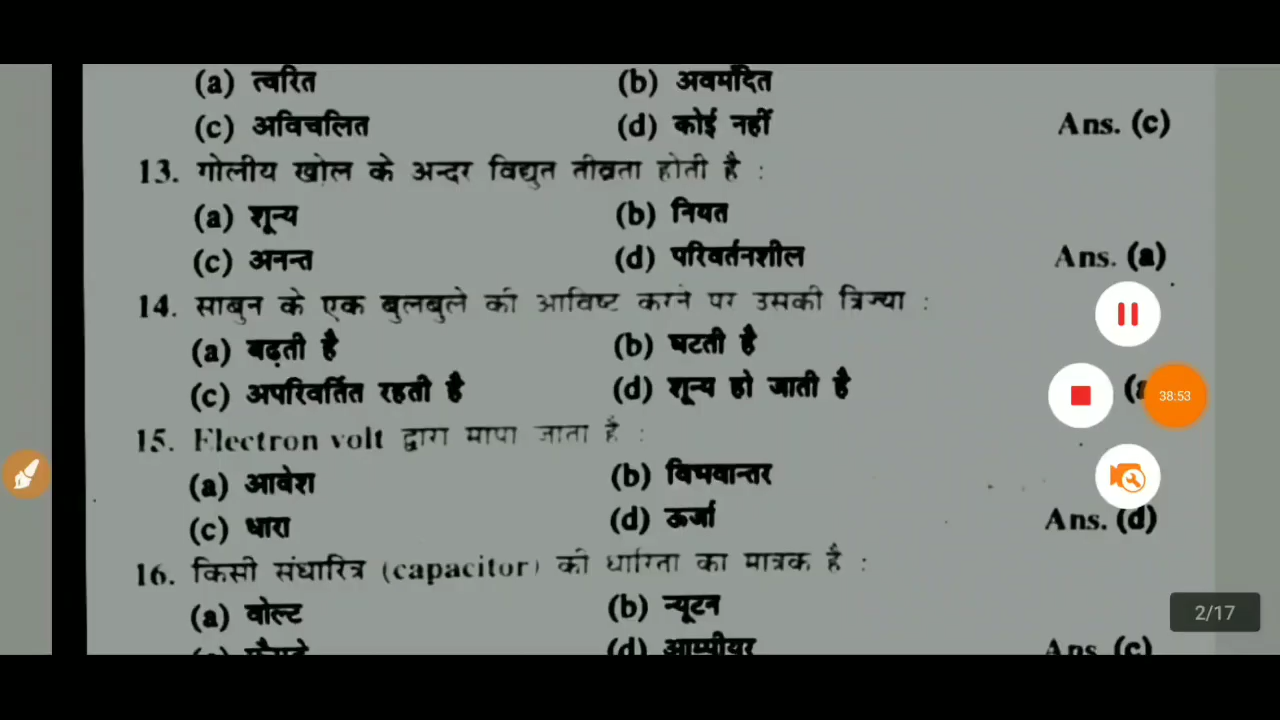 (a) त्वरित (b) अवमंदित
(c) अविचलित (d) कोई नहीं Ans. (c)
13. गोलीय खोल के अन्दर विद्युत तीव्रता होती है :
(a) शून्य (b) नियत
(c) अनन्त (d) परिवर्तनशील Ans. (a)
14. साबुन के एक बुलबुले को आविष्ट करने पर उसकी त्रिज्या :
(a) बढ़ती है (b) घटती है
(c) अपरिवर्तित रहती है (d) शून्य हो जाती है
38:53
15. Electron volt द्वारा मापा जाता है :
(a) आवेश (b) विभवान्तर
(c) धारा (d) ऊर्जा Ans. (d)
16. किसी संधारित्र (capacitor) की धारिता का मात्रक है :
(a) वोल्ट (b) न्यूटन
2/17
(d) आम्पीयर Ans. (c)